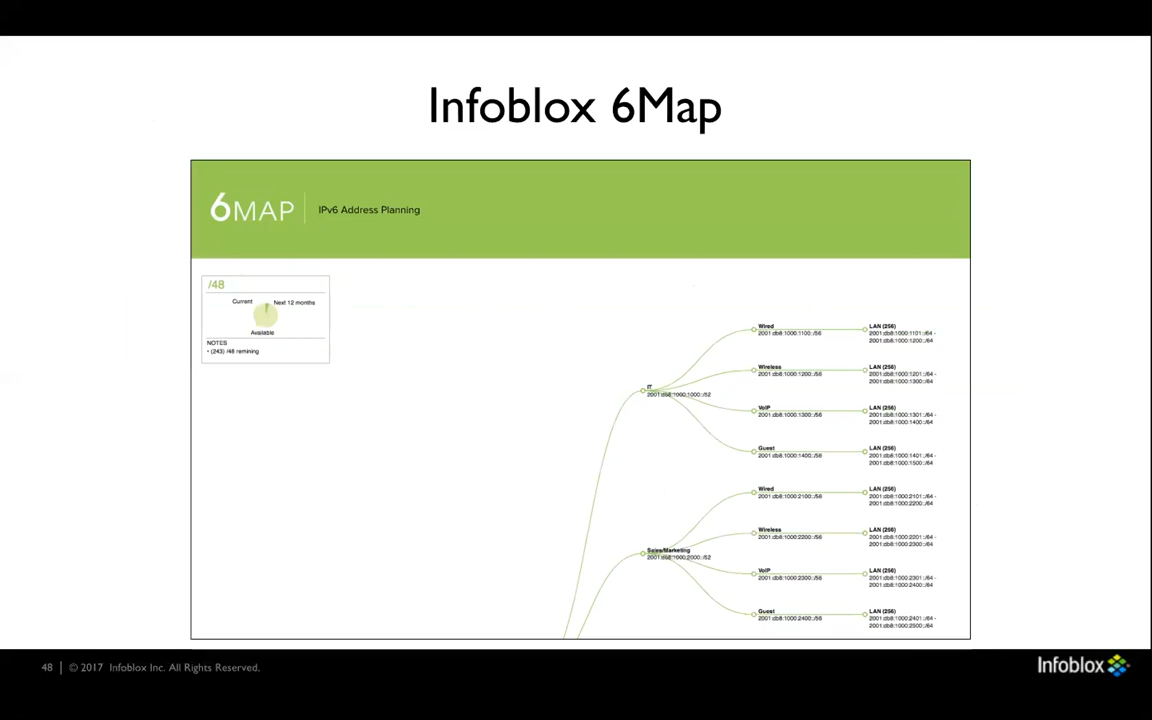 Infoblox 6Map
6MAP
IPv6 Address Planning
/48
Current
Next 12 months
Available
NOTES
• (243) /48 remining
IT
2001:db8:1000:1000::/52
Wired
2001:db8:1000:1100::/56
LAN (256)
2001:db8:1000:1101::/64 -
2001:db8:1000:1200::/64
Wireless
2001:db8:1000:1200::/56
LAN (256)
2001:db8:1000:1201::/64 -
2001:db8:1000:1300::/64
VoIP
2001:db8:1000:1300::/56
LAN (256)
2001:db8:1000:1301::/64 -
2001:db8:1000:1400::/64
Guest
2001:db8:1000:1400::/56
LAN (256)
2001:db8:1000:1401::/64 -
2001:db8:1000:1500::/64
Sales/Marketing
2001:db8:1000:2000::/52
Wired
2001:db8:1000:2100::/56
LAN (256)
2001:db8:1000:2101::/64 -
2001:db8:1000:2200::/64
Wireless
2001:db8:1000:2200::/56
LAN (256)
2001:db8:1000:2201::/64 -
2001:db8:1000:2300::/64
VoIP
2001:db8:1000:2300::/56
LAN (256)
2001:db8:1000:2301::/64 -
2001:db8:1000:2400::/64
Guest
2001:db8:1000:2400::/56
LAN (256)
2001:db8:1000:2401::/64 -
2001:db8:1000:2500::/64
48 | © 2017 Infoblox Inc. All Rights Reserved.
Infoblox